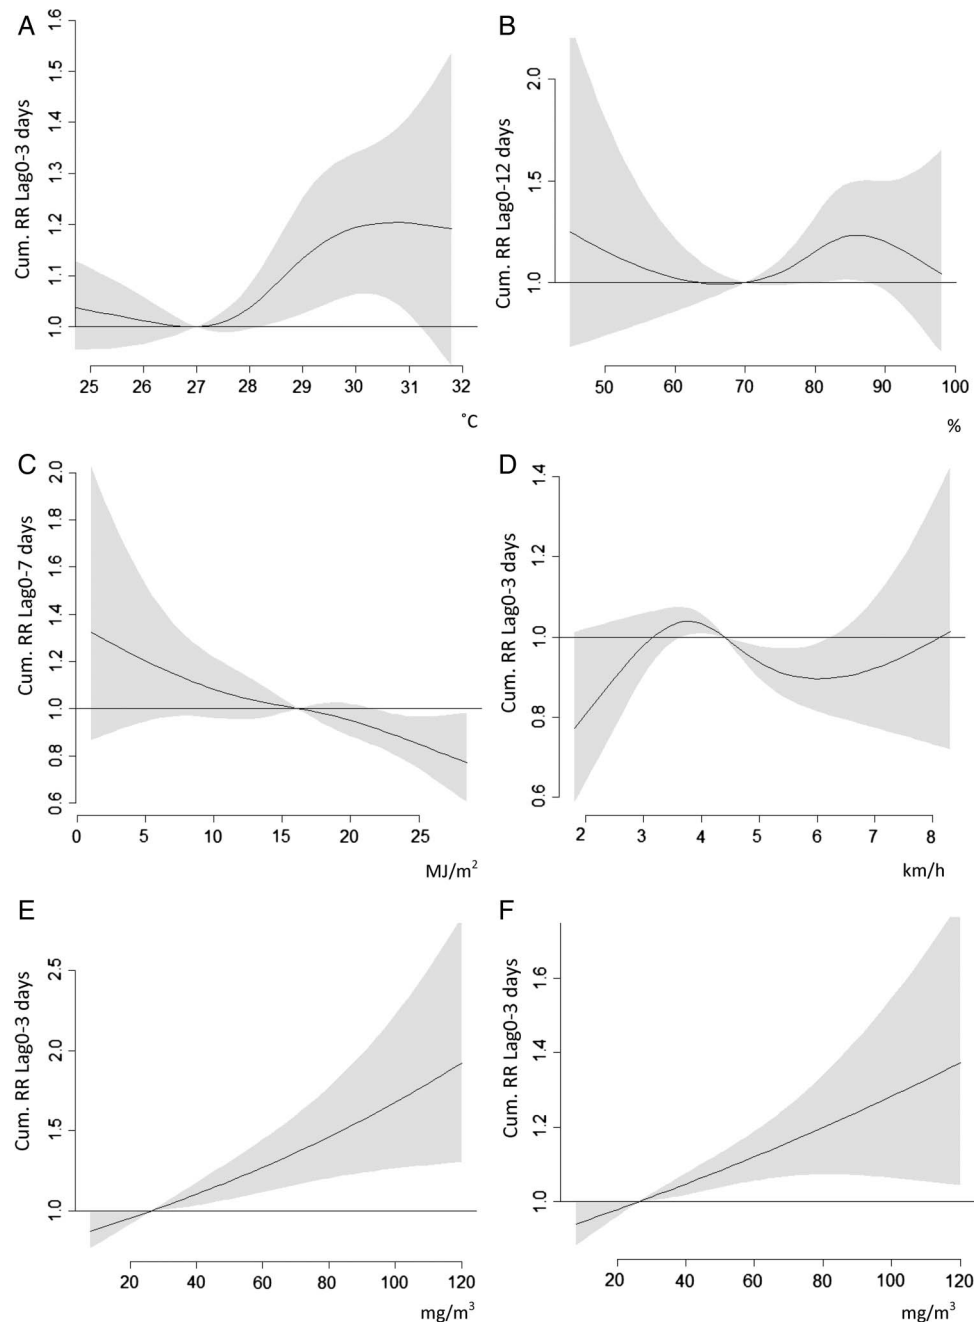 A
Cum. RR Lag0-3 days
1.0 1.1 1.2 1.3 1.4 1.5 1.6
25 26 27 28 29 30 31 32
°C
B
Cum. RR Lag0-12 days
1.0 1.5 2.0
50 60 70 80 90 100
%
C
Cum. RR Lag0-7 days
0.6 0.8 1.0 1.2 1.4 1.6 1.8 2.0
0 5 10 15 20 25
MJ/m²
D
Cum. RR Lag0-3 days
0.6 0.8 1.0 1.2 1.4
2 3 4 5 6 7 8
km/h
E
Cum. RR Lag0-3 days
1.0 1.5 2.0 2.5
20 40 60 80 100 120
mg/m³
F
Cum. RR Lag0-3 days
1.0 1.2 1.4 1.6
20 40 60 80 100 120
mg/m³